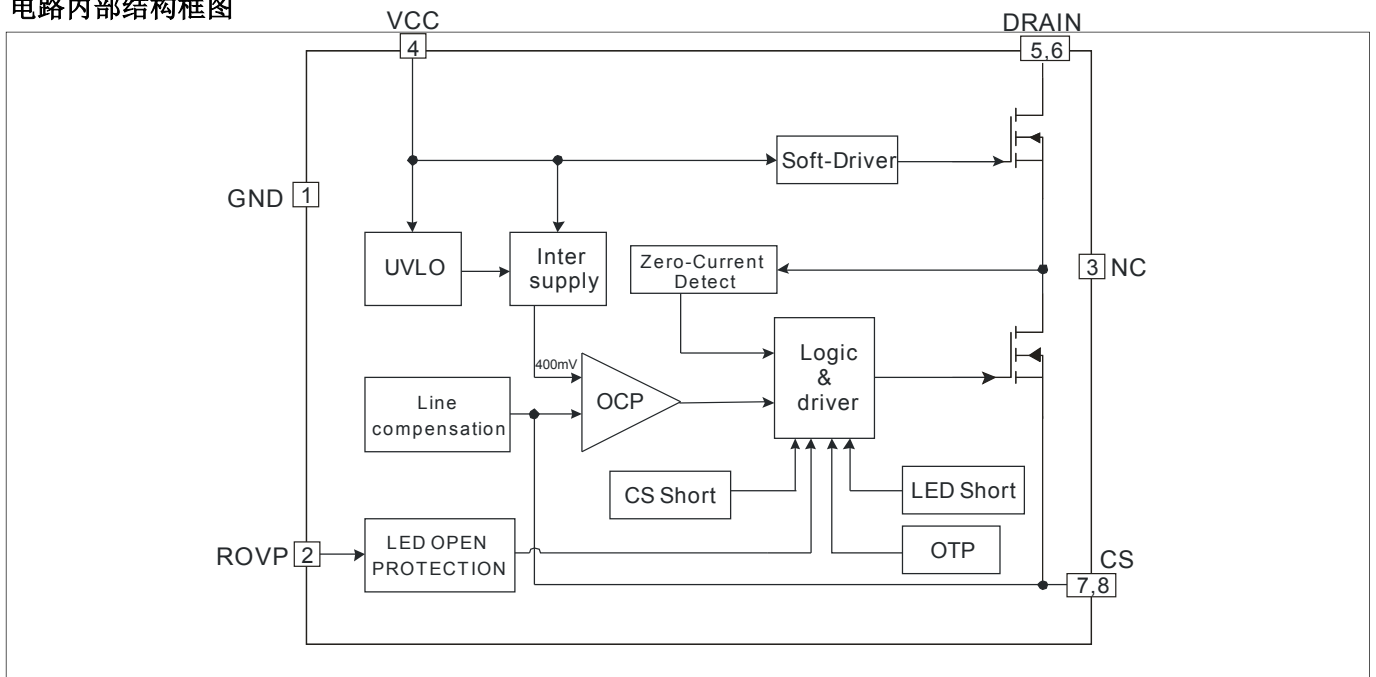 电路内部结构框图
VCC
DRAIN
4
5,6
Soft-Driver
GND
1
UVLO
Inter
supply
Zero-Current
Detect
3
NC
400mV
Logic
&
driver
Line
compensation
OCP
CS Short
LED Short
ROVP
2
LED OPEN
PROTECTION
OTP
CS
7,8